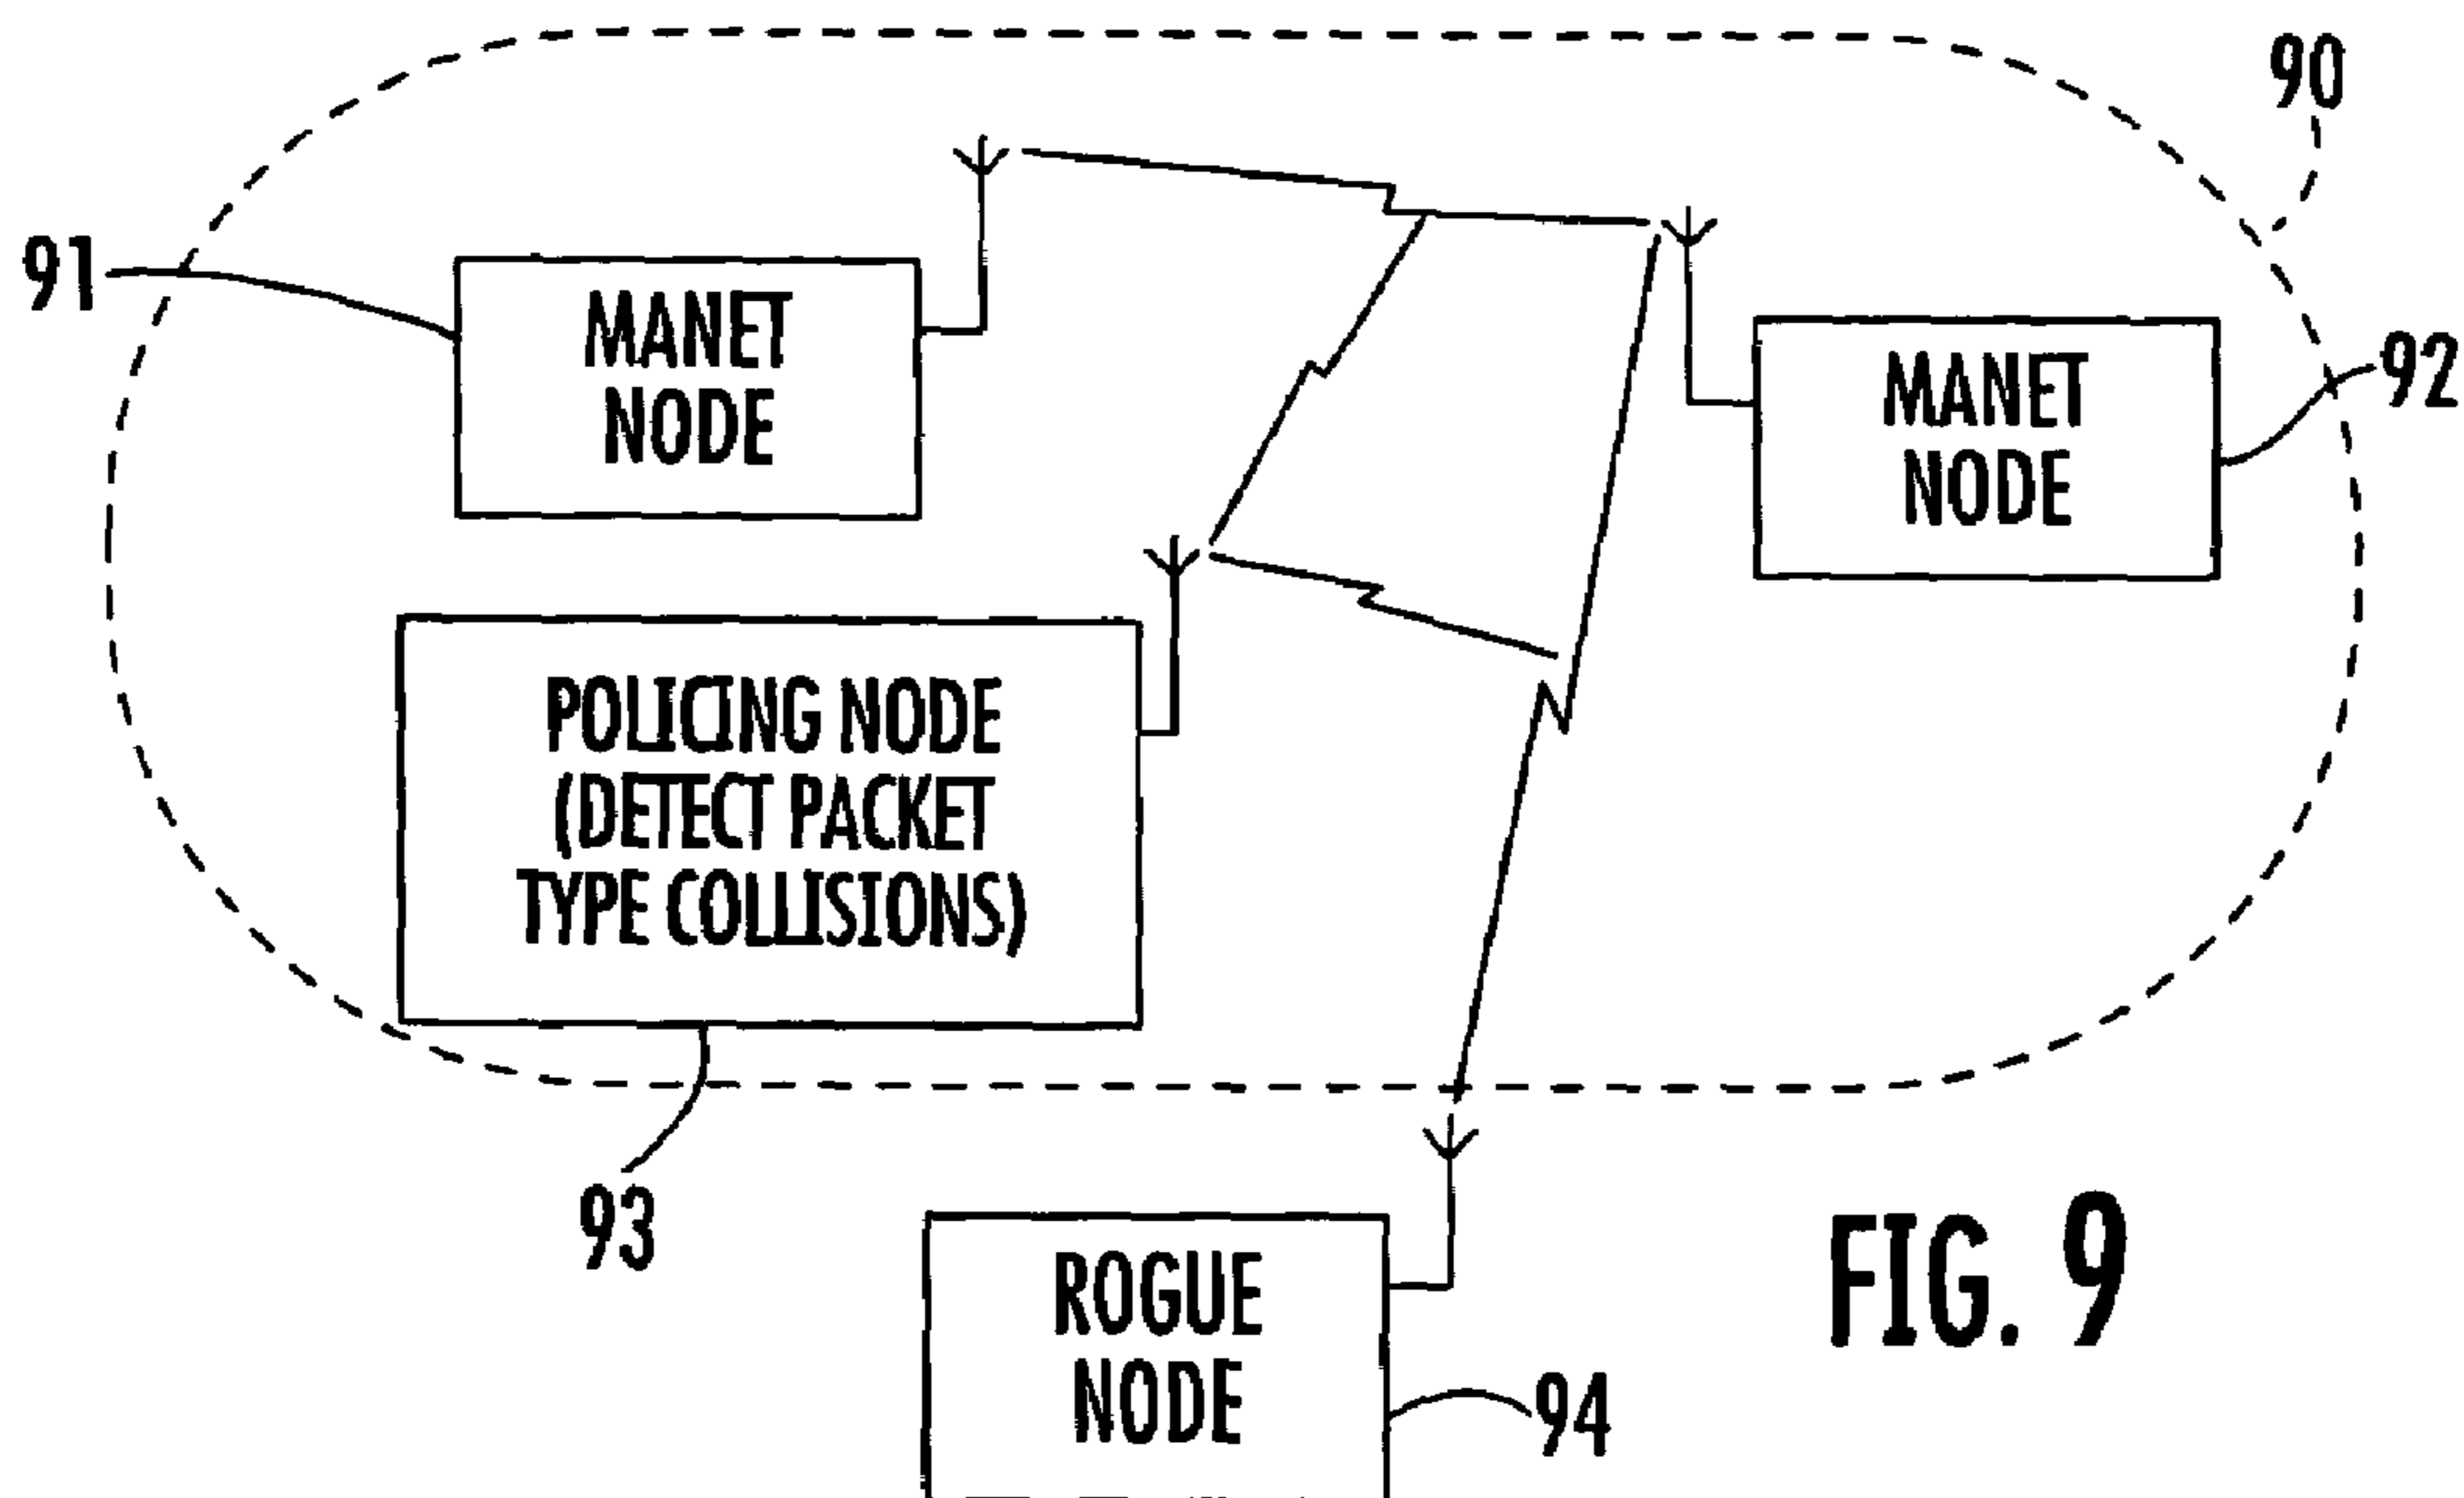 90
91
MANET
NODE
92
MANET
NODE
POLICING NODE
(DETECT PACKET
TYPE COLLISIONS)
93
ROGUE
NODE
94
FIG. 9